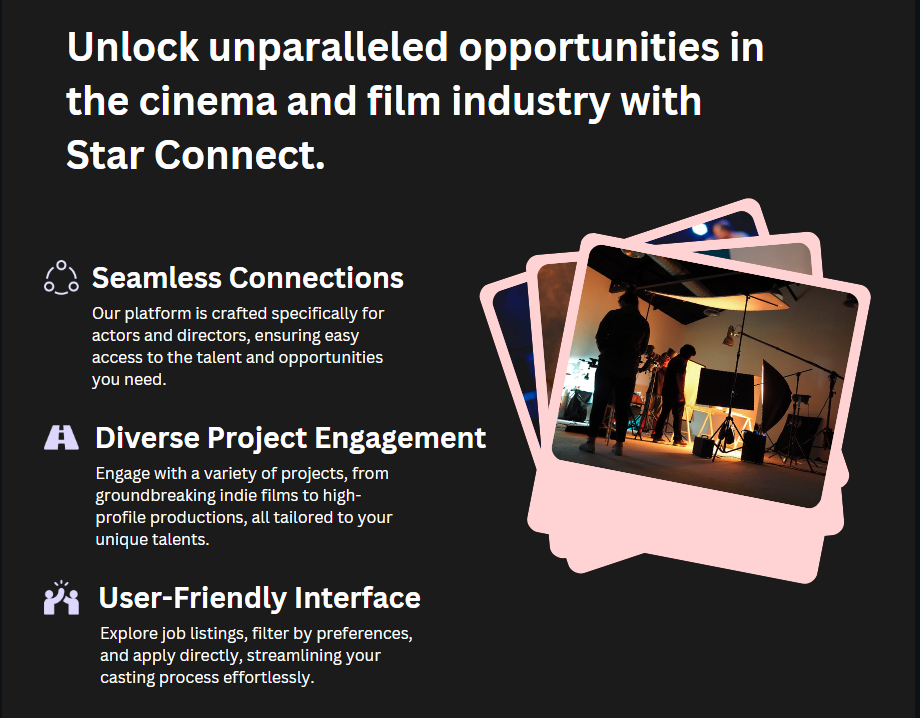 Unlock unparalleled opportunities in
the cinema and film industry with
Star Connect.
Seamless Connections
Our platform is crafted specifically for
actors and directors, ensuring easy
access to the talent and opportunities
you need.
Diverse Project Engagement
Engage with a variety of projects, from
groundbreaking indie films to high-
profile productions, all tailored to your
unique talents.
User-Friendly Interface
Explore job listings, filter by preferences,
and apply directly, streamlining your
casting process effortlessly.